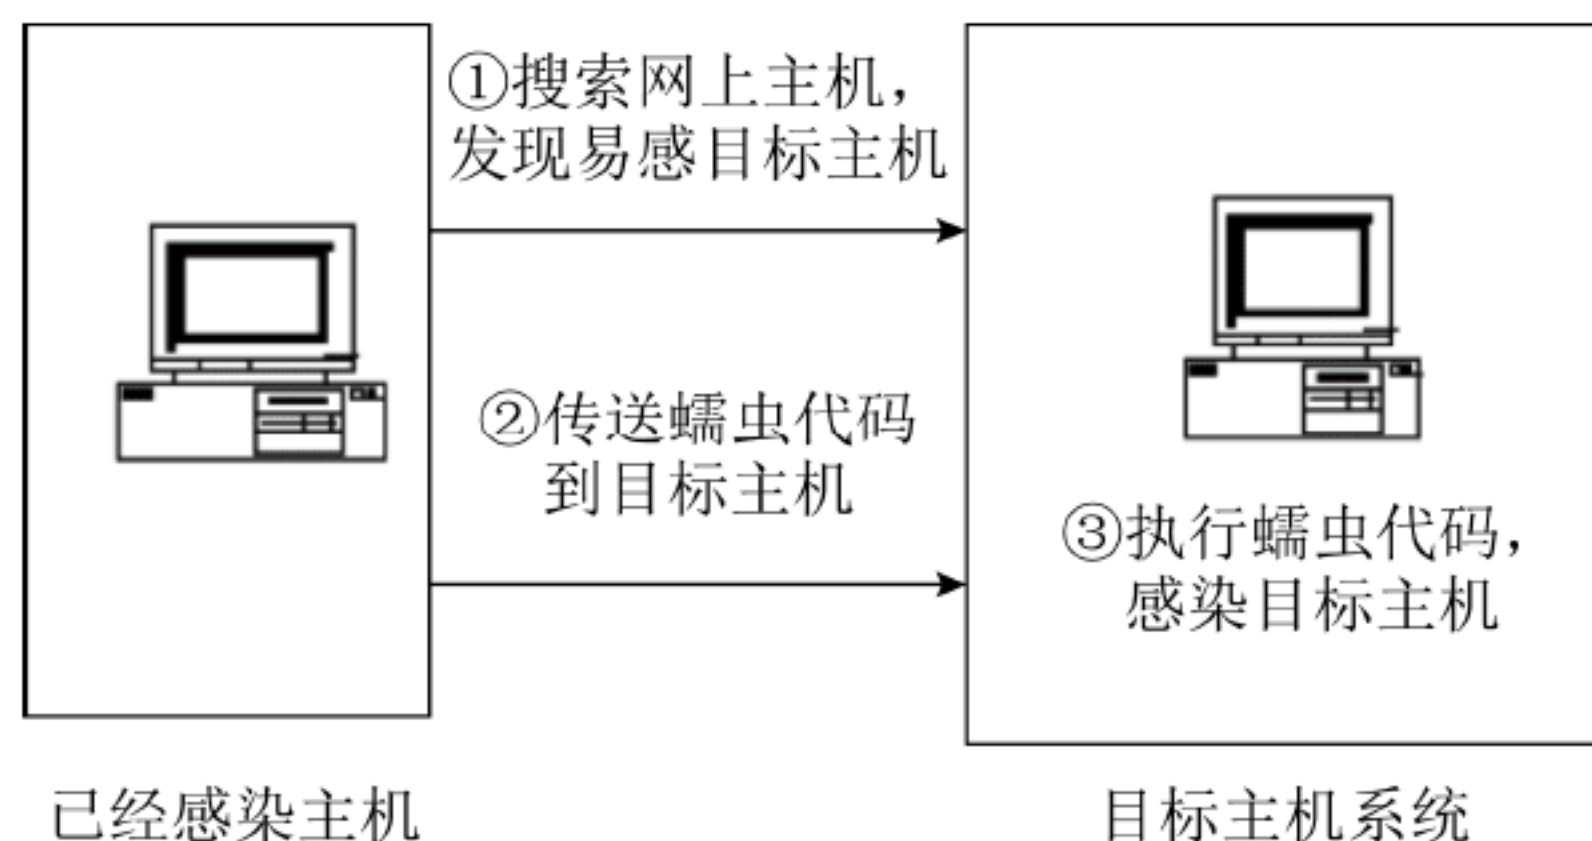 ①搜索网上主机，
发现易感目标主机
②传送蠕虫代码
到目标主机
③执行蠕虫代码，
感染目标主机
已经感染主机
目标主机系统